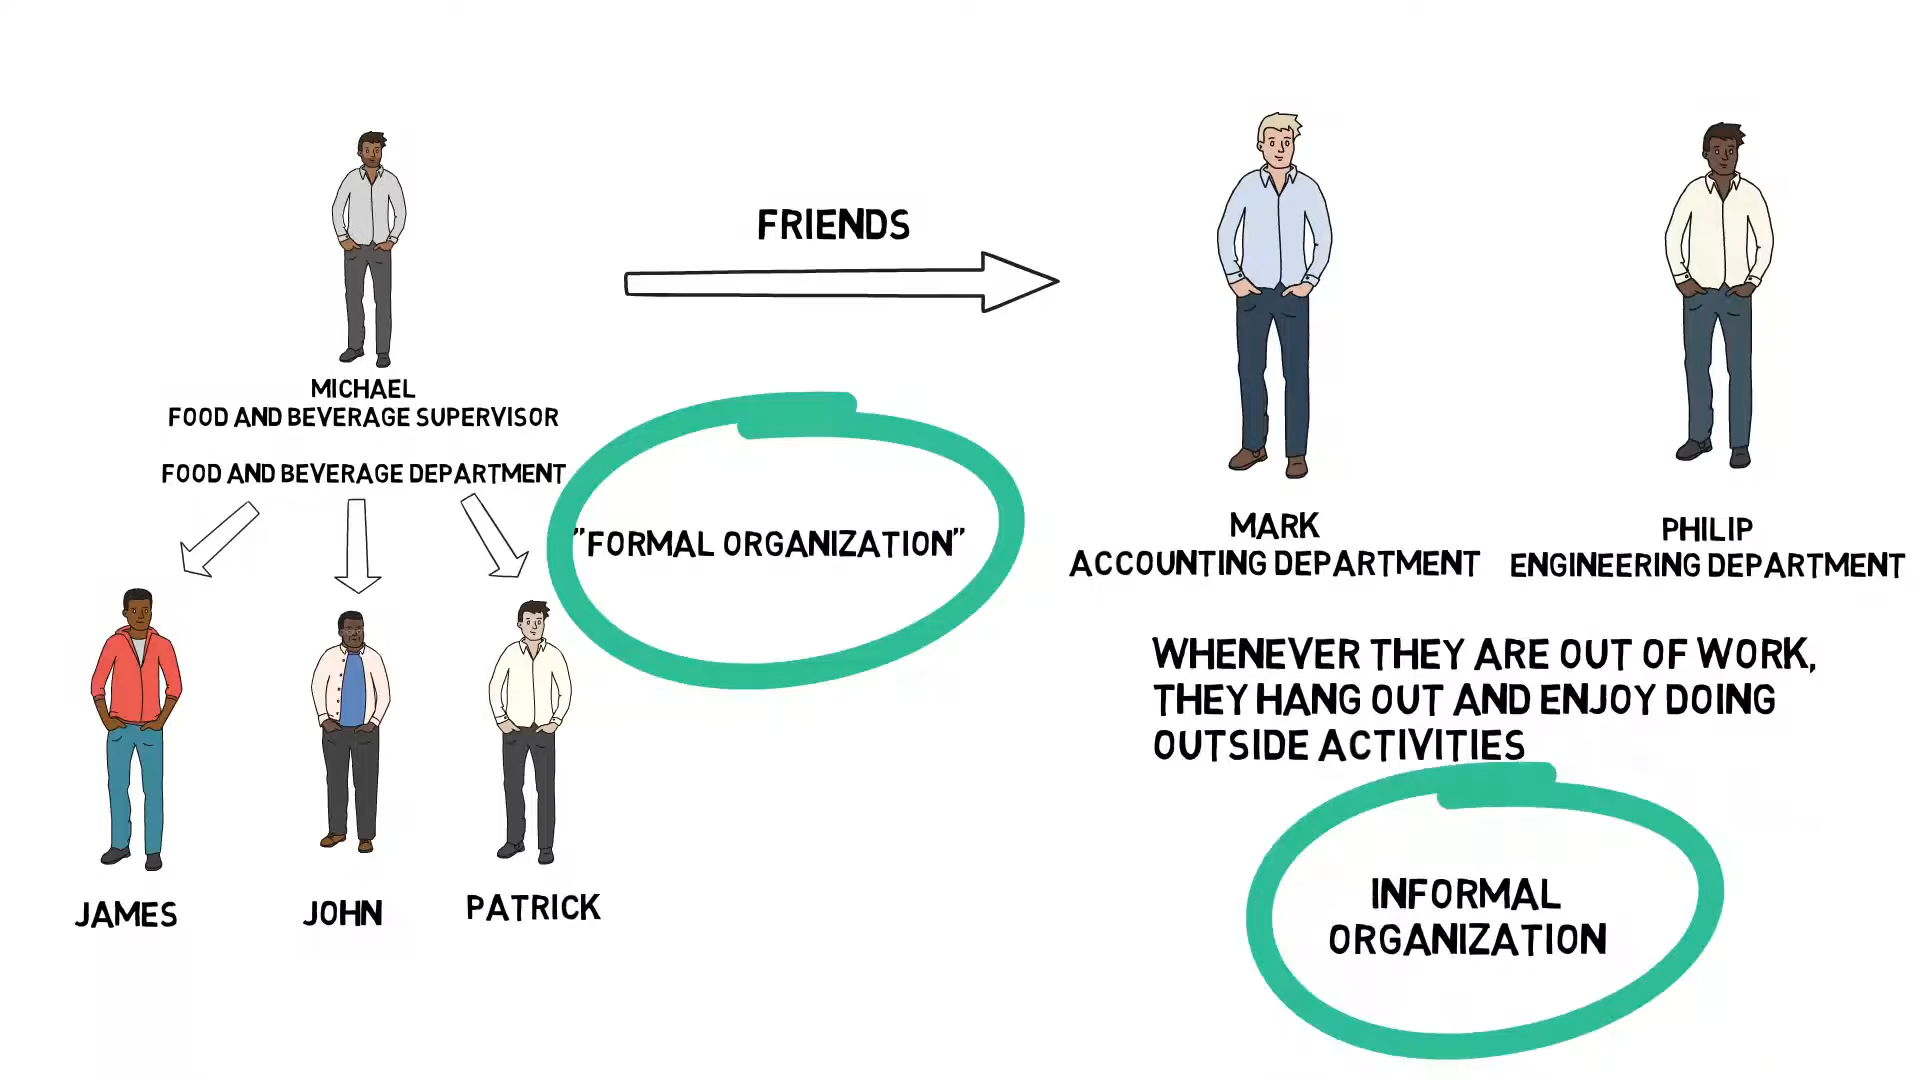 FRIENDS
MICHAEL
FOOD AND BEVERAGE SUPERVISOR
FOOD AND BEVERAGE DEPARTMENT
"FORMAL ORGANIZATION"
JAMES
JOHN
PATRICK
MARK
ACCOUNTING DEPARTMENT
PHILIP
ENGINEERING DEPARTMENT
WHENEVER THEY ARE OUT OF WORK,
THEY HANG OUT AND ENJOY DOING
OUTSIDE ACTIVITIES
INFORMAL
ORGANIZATION